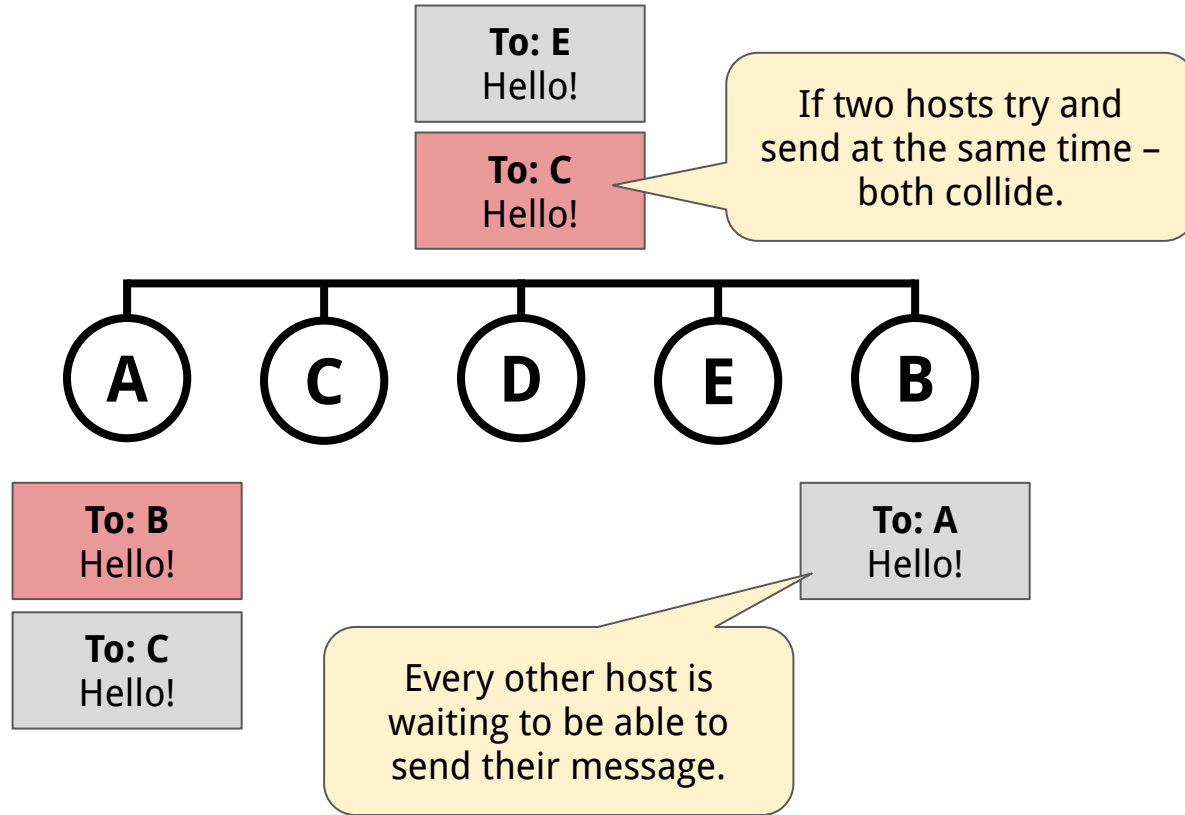 To: E
Hello!
To: C
Hello!
If two hosts try and
send at the same time –
both collide.
A
C
D
E
B
To: B
Hello!
To: C
Hello!
To: A
Hello!
Every other host is
waiting to be able to
send their message.